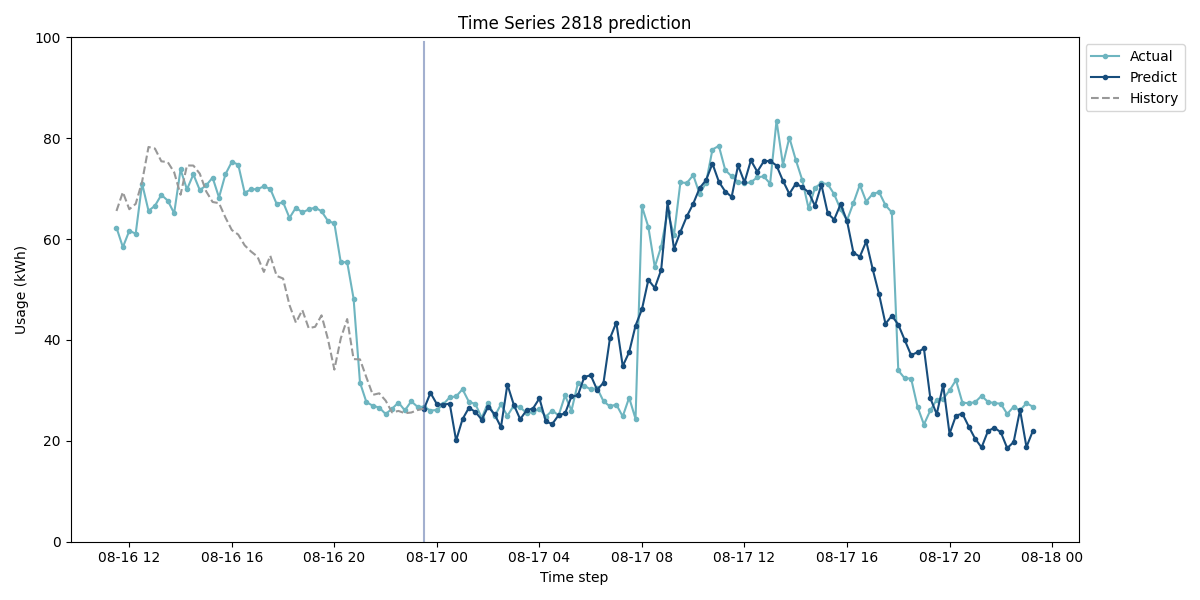 Time Series 2818 prediction
100
80
60
40
20
0
Usage (kWh)
08-16 12
08-16 16
08-16 20
08-17 00
08-17 04
08-17 08
08-17 12
08-17 16
08-17 20
08-18 00
Time step
Actual
Predict
History